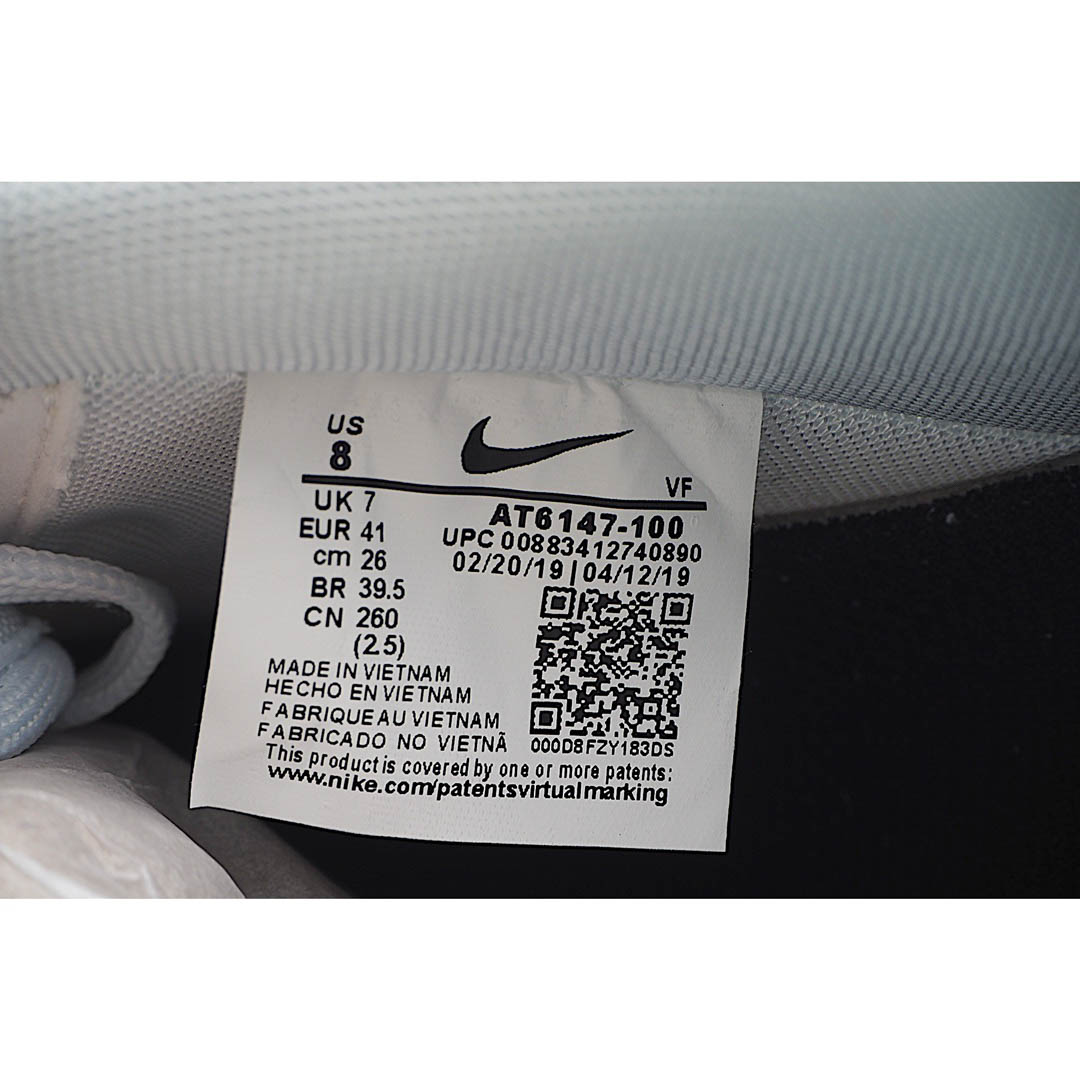 US
8
VF
UK 7
EUR 41
cm 26
BR 39.5
CN 260
(2.5)
AT6147-100
UPC 00883412740890
02/20/19 | 04/12/19
MADE IN VIETNAM
HECHO EN VIETNAM
FABRIQUE AU VIETNAM
FABRICADO NO VIETNÃ
000D8FZY183DS
This product is covered by one or more patents:
www.nike.com/patentsvirtualmarking